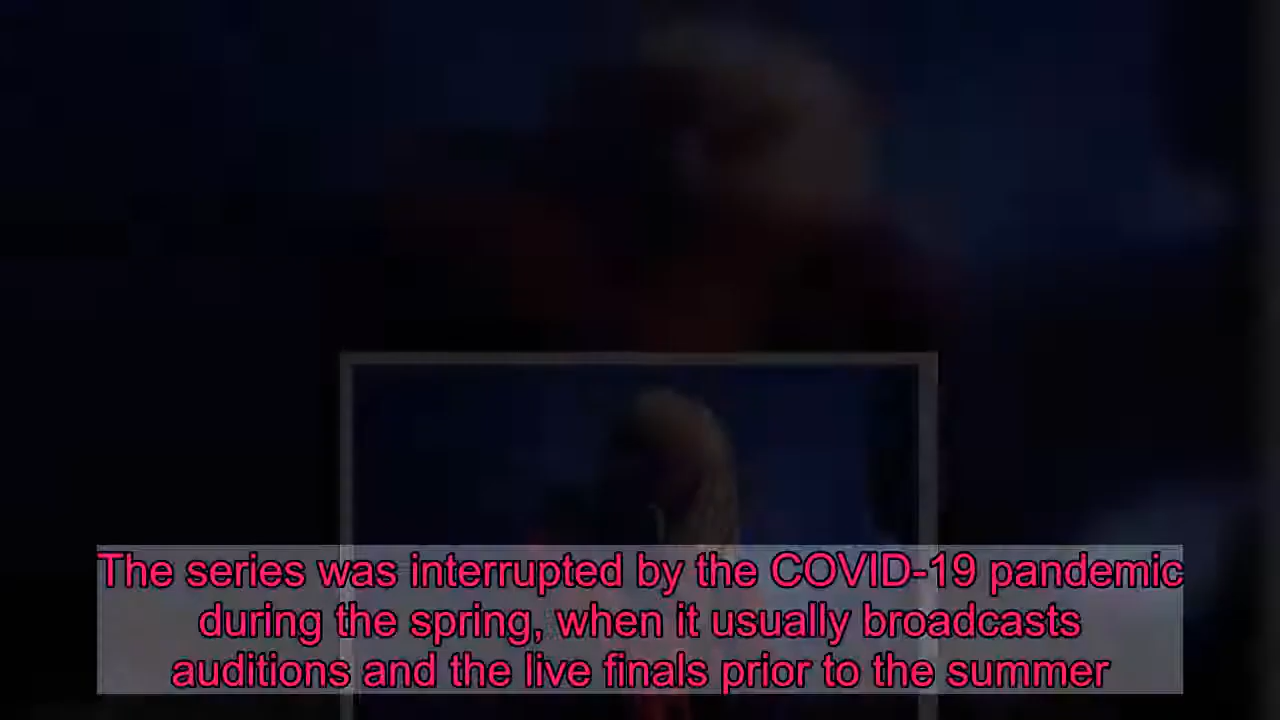 The series was interrupted by the COVID-19 pandemic
during the spring, when it usually broadcasts
auditions and the live finals prior to the summer